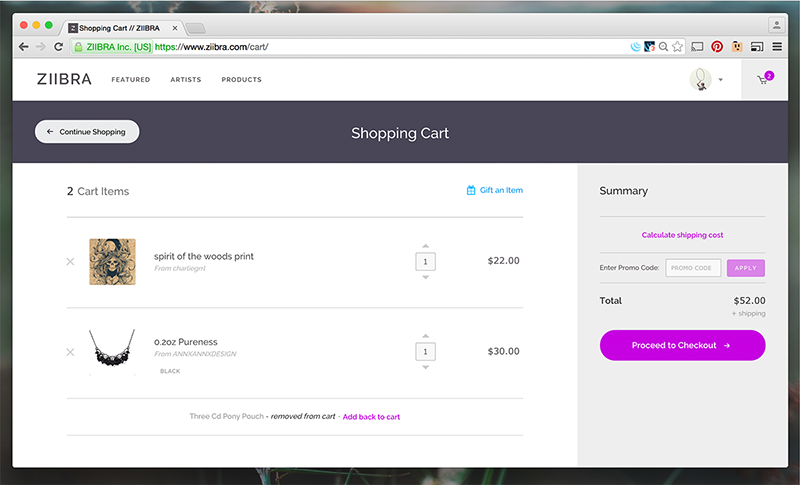 Shopping Cart // ZIIBRA
ZIIBRA Inc. [US] https://www.ziibra.com/cart/
ZIIBRA FEATURED ARTISTS PRODUCTS 2
← Continue Shopping
Shopping Cart
2 Cart Items
Gift an Item
spirit of the woods print
From charliegrrl
1
$22.00
0.2oz Pureness
From ANNXANNXDESIGN
BLACK
1
$30.00
Three Cd Pony Pouch - removed from cart - Add back to cart
Summary
Calculate shipping cost
Enter Promo Code: PROMO CODE APPLY
Total $52.00
+ shipping
Proceed to Checkout →